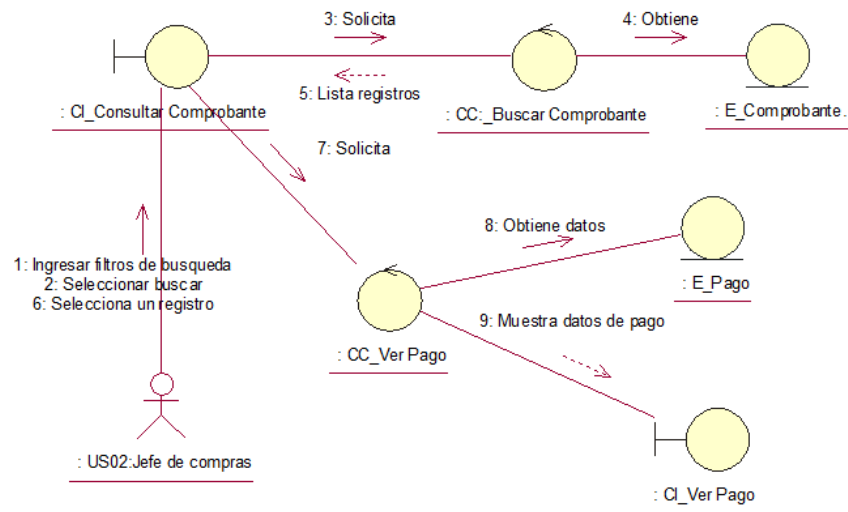 3: Solicita
4: Obtiene
5: Lista registros
: CI_Consultar Comprobante
: CC:_Buscar Comprobante
: E_Comprobante.
7: Solicita
8: Obtiene datos
1: Ingresar filtros de busqueda
2: Seleccionar buscar
6: Selecciona un registro
: E_Pago
9: Muestra datos de pago
: CC_Ver Pago
: US02:Jefe de compras
: CI_Ver Pago